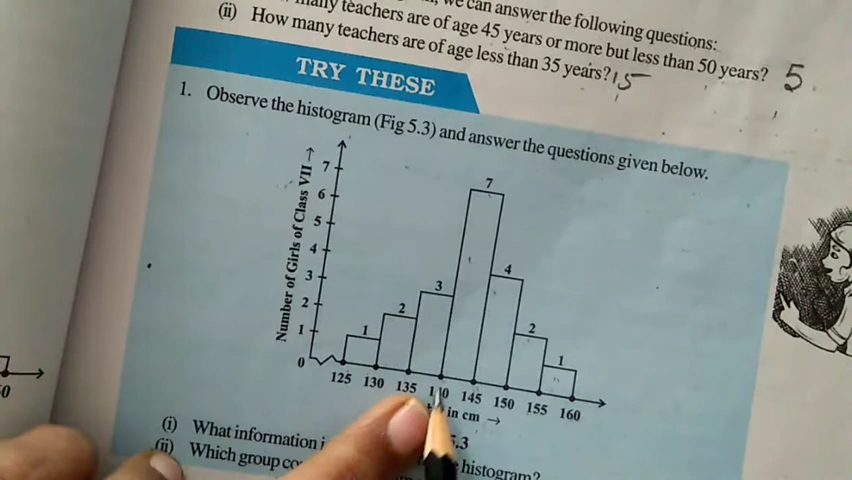 we can answer the following questions:
many teachers are of age 45 years or more but less than 50 years? 5
(ii) How many teachers are of age less than 35 years? 15
TRY THESE
1. Observe the histogram (Fig 5.3) and answer the questions given below.
Number of Girls of Class VII →
7
6
5
4
3
2
1
0
1 2 3 7 4 2 1
125 130 135 140 145 150 155 160
in cm →
(i) What information 5.3
(ii) Which group histogram?
0